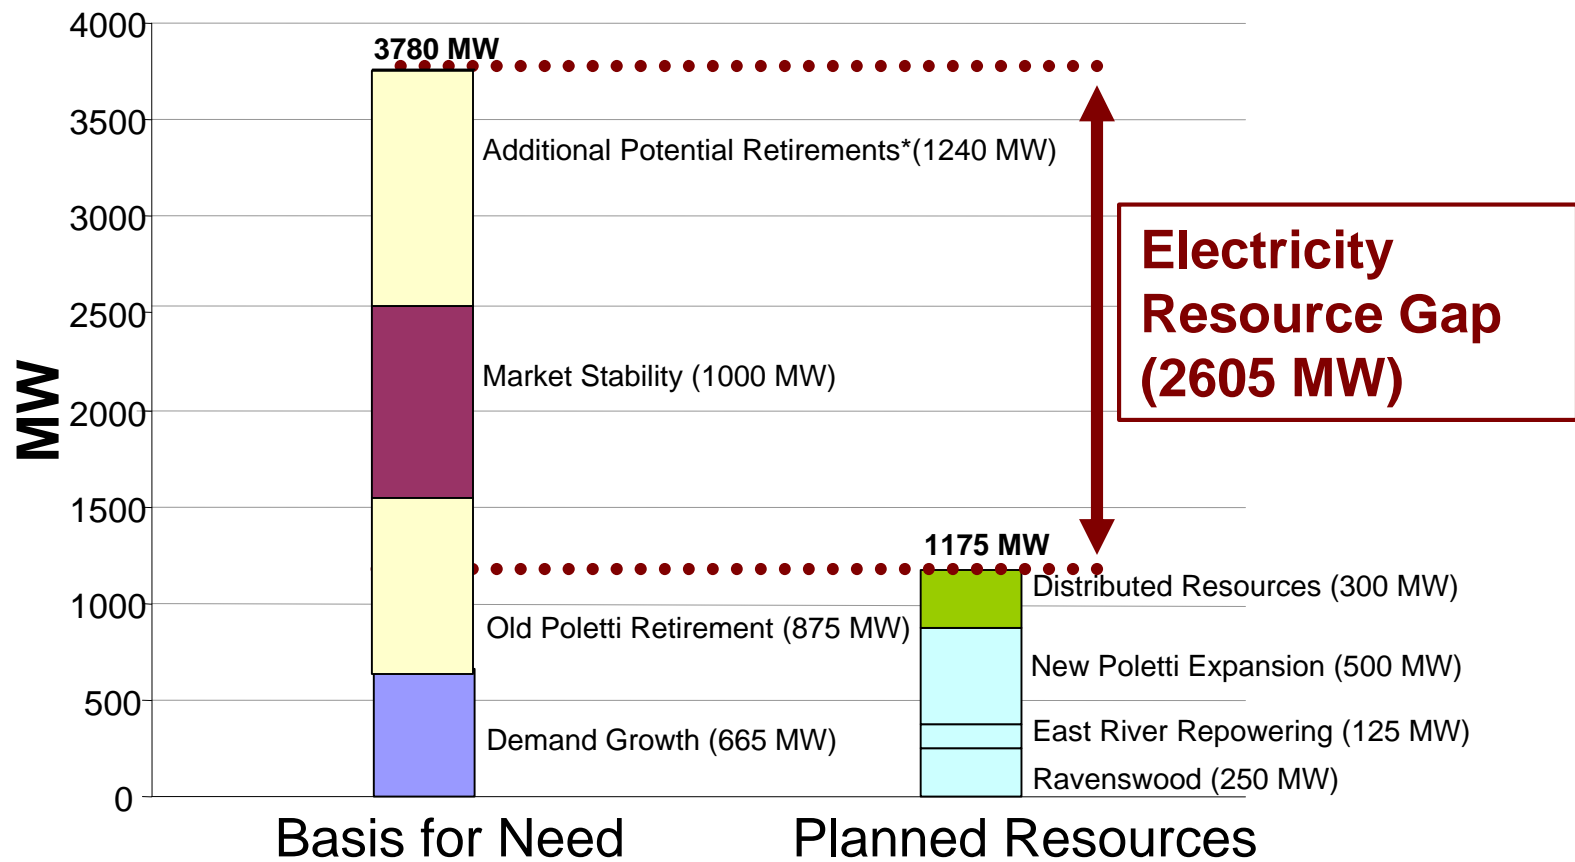 4000
3500
3000
2500
2000
1500
1000
500
0
MW
3780 MW
Additional Potential Retirements*(1240 MW)
Market Stability (1000 MW)
Old Poletti Retirement (875 MW)
Demand Growth (665 MW)
Electricity
Resource Gap
(2605 MW)
1175 MW
Distributed Resources (300 MW)
New Poletti Expansion (500 MW)
East River Repowering (125 MW)
Ravenswood (250 MW)
Basis for Need
Planned Resources